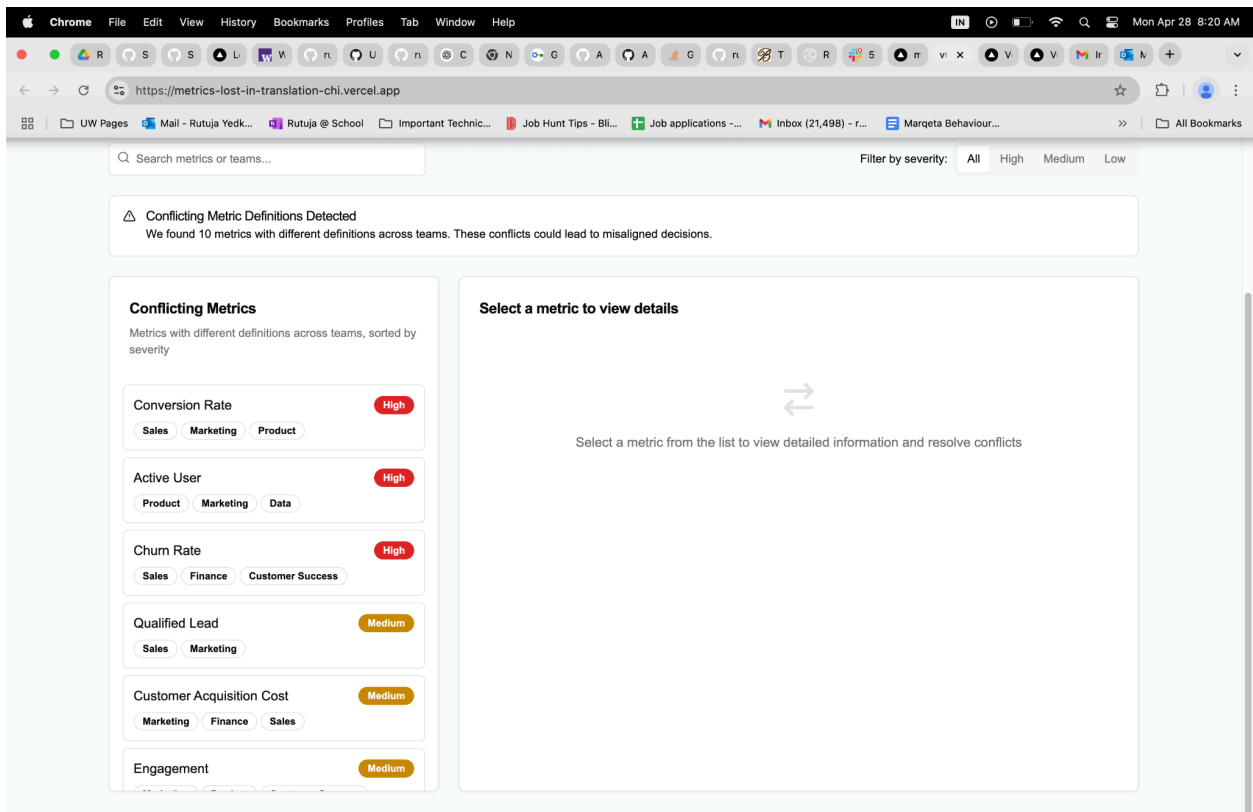 Chrome File Edit View History Bookmarks Profiles Tab Window Help IN Mon Apr 28 8:20 AM
R S S L W ru U ru C N G A A G ru T R 5 m vi V V Ir M
https://metrics-lost-in-translation-chi.vercel.app
UW Pages Mail - Rutuja Yedk... Rutuja @ School Important Technic... Job Hunt Tips - Bli... Job applications -... Inbox (21,498) – r... Marqeta Behaviour... >> All Bookmarks
Search metrics or teams... Filter by severity: All High Medium Low
Conflicting Metric Definitions Detected
We found 10 metrics with different definitions across teams. These conflicts could lead to misaligned decisions.
Conflicting Metrics
Metrics with different definitions across teams, sorted by
severity
Conversion Rate High
Sales Marketing Product
Active User High
Product Marketing Data
Churn Rate High
Sales Finance Customer Success
Qualified Lead Medium
Sales Marketing
Customer Acquisition Cost Medium
Marketing Finance Sales
Engagement Medium
Select a metric to view details
Select a metric from the list to view detailed information and resolve conflicts